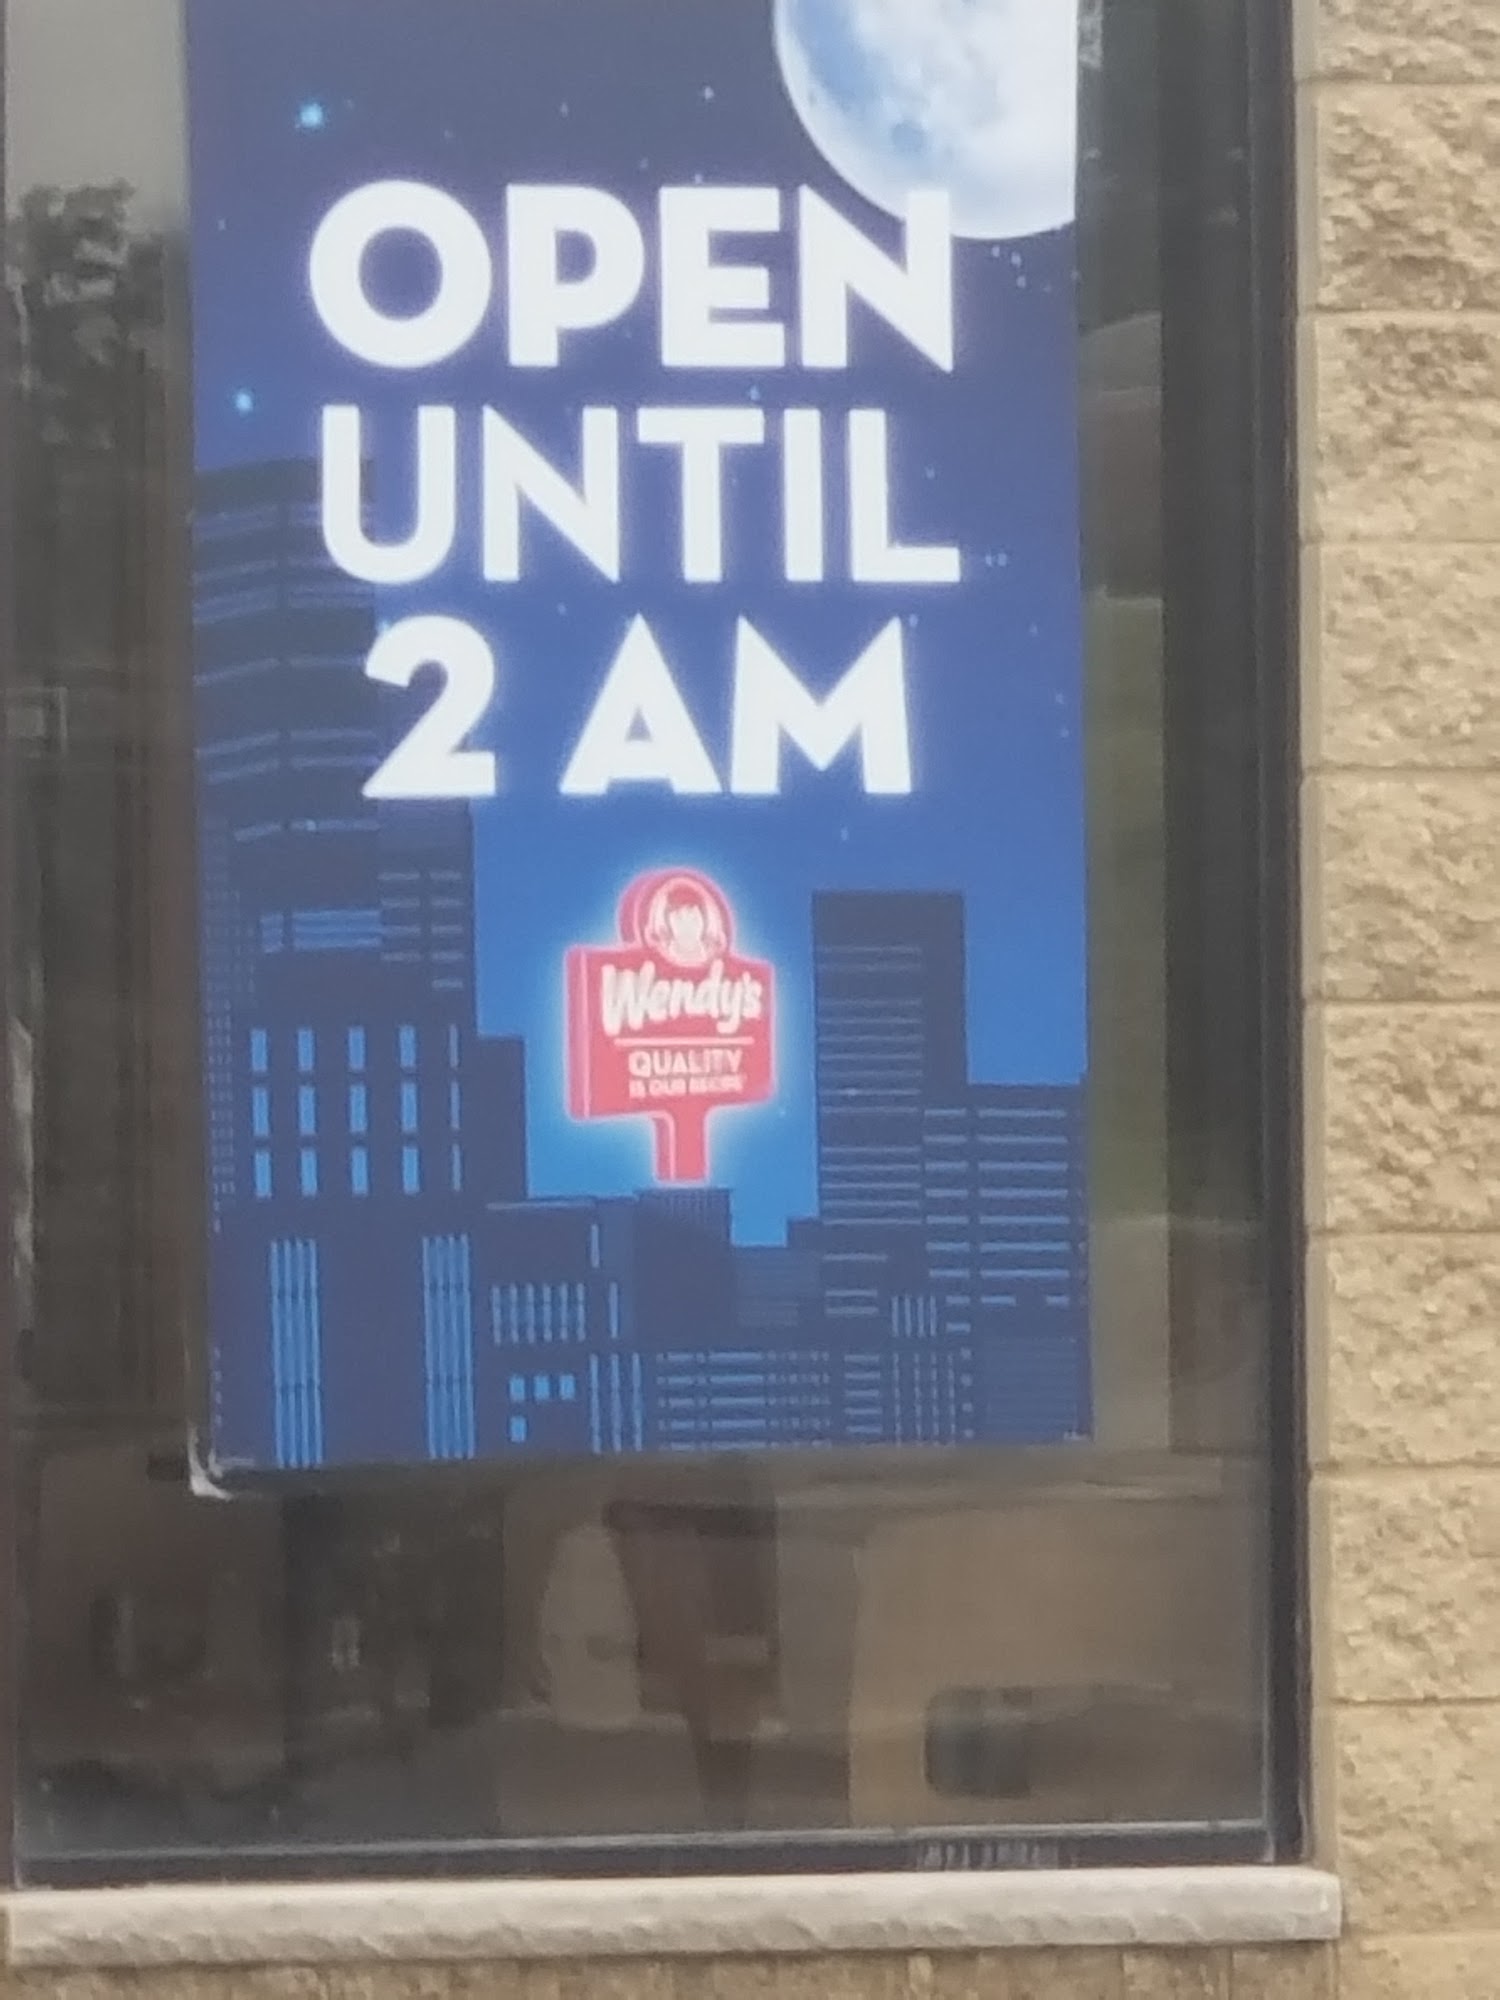 OPEN
UNTIL
2 AM
Wendy's
QUALITY
IS OUR RECIPE